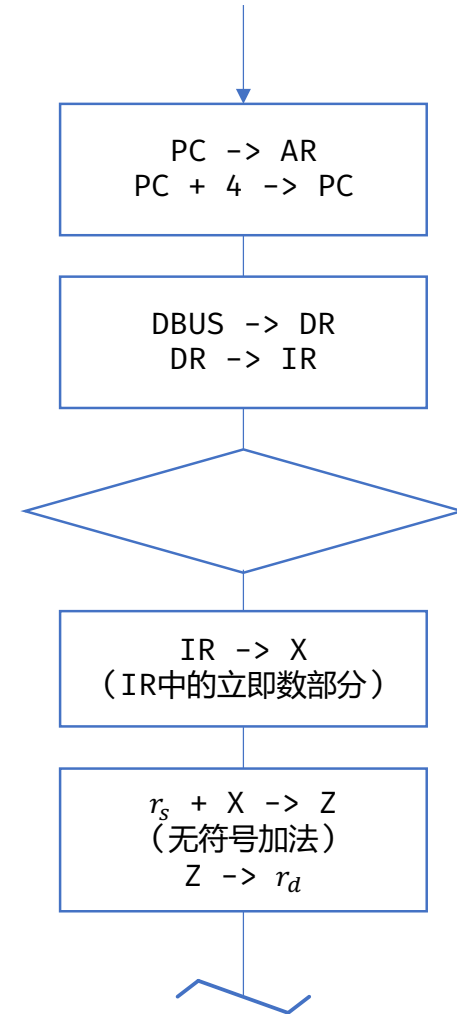 PC -> AR
PC + 4 -> PC
DBUS -> DR
DR -> IR
IR -> X
(IR中的立即数部分)
rs + X -> Z
(无符号加法)
Z -> rd